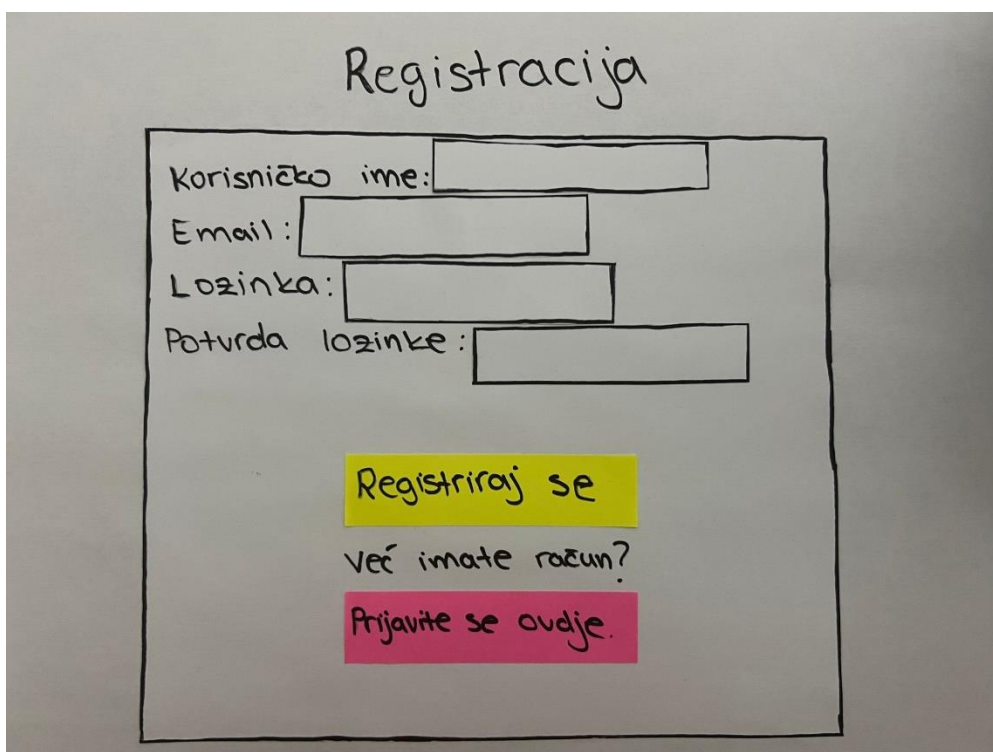 Registracija
Korisničko ime:
Email:
Lozinka:
Potvrda lozinke:
Registriraj se
Već imate račun?
Prijavite se ovdje.